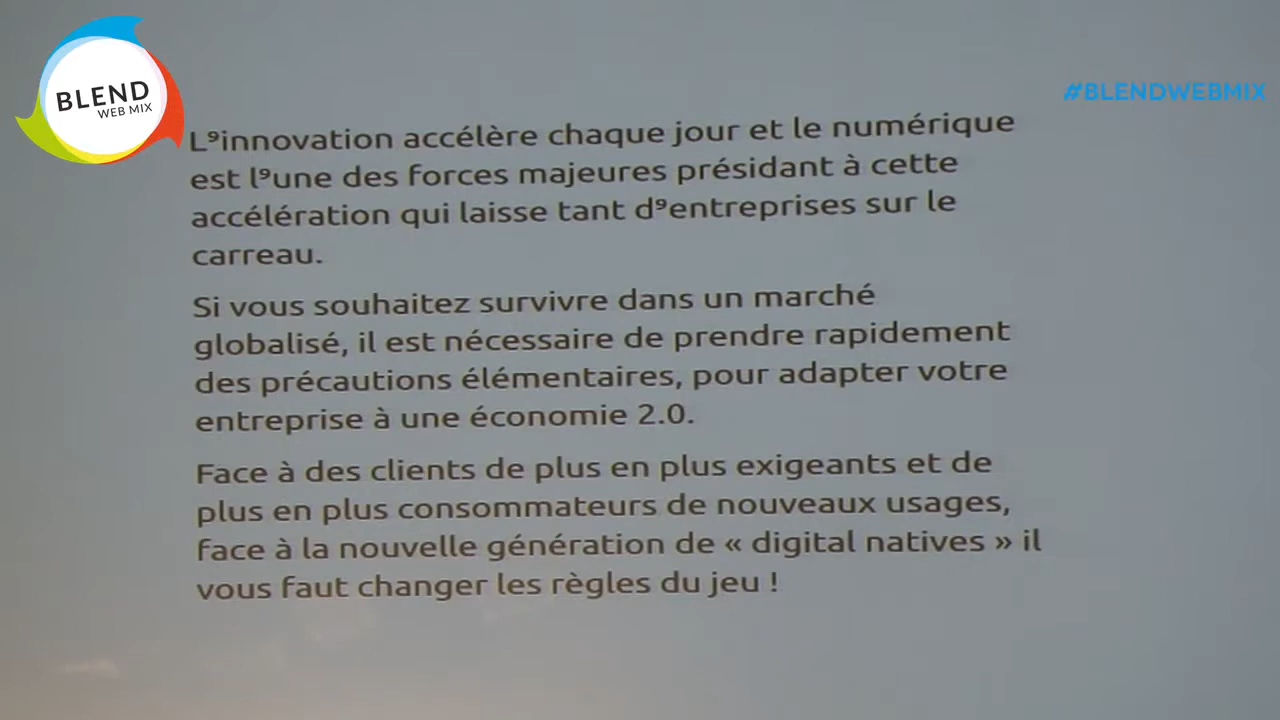 BLEND
WEB MIX
#BLENDWEBMIX
L⁹innovation accélère chaque jour et le numérique
est l⁹une des forces majeures présidant à cette
accélération qui laisse tant d⁹entreprises sur le
carreau.
Si vous souhaitez survivre dans un marché
globalisé, il est nécessaire de prendre rapidement
des précautions élémentaires, pour adapter votre
entreprise à une économie 2.0.
Face à des clients de plus en plus exigeants et de
plus en plus consommateurs de nouveaux usages,
face à la nouvelle génération de « digital natives » il
vous faut changer les règles du jeu !